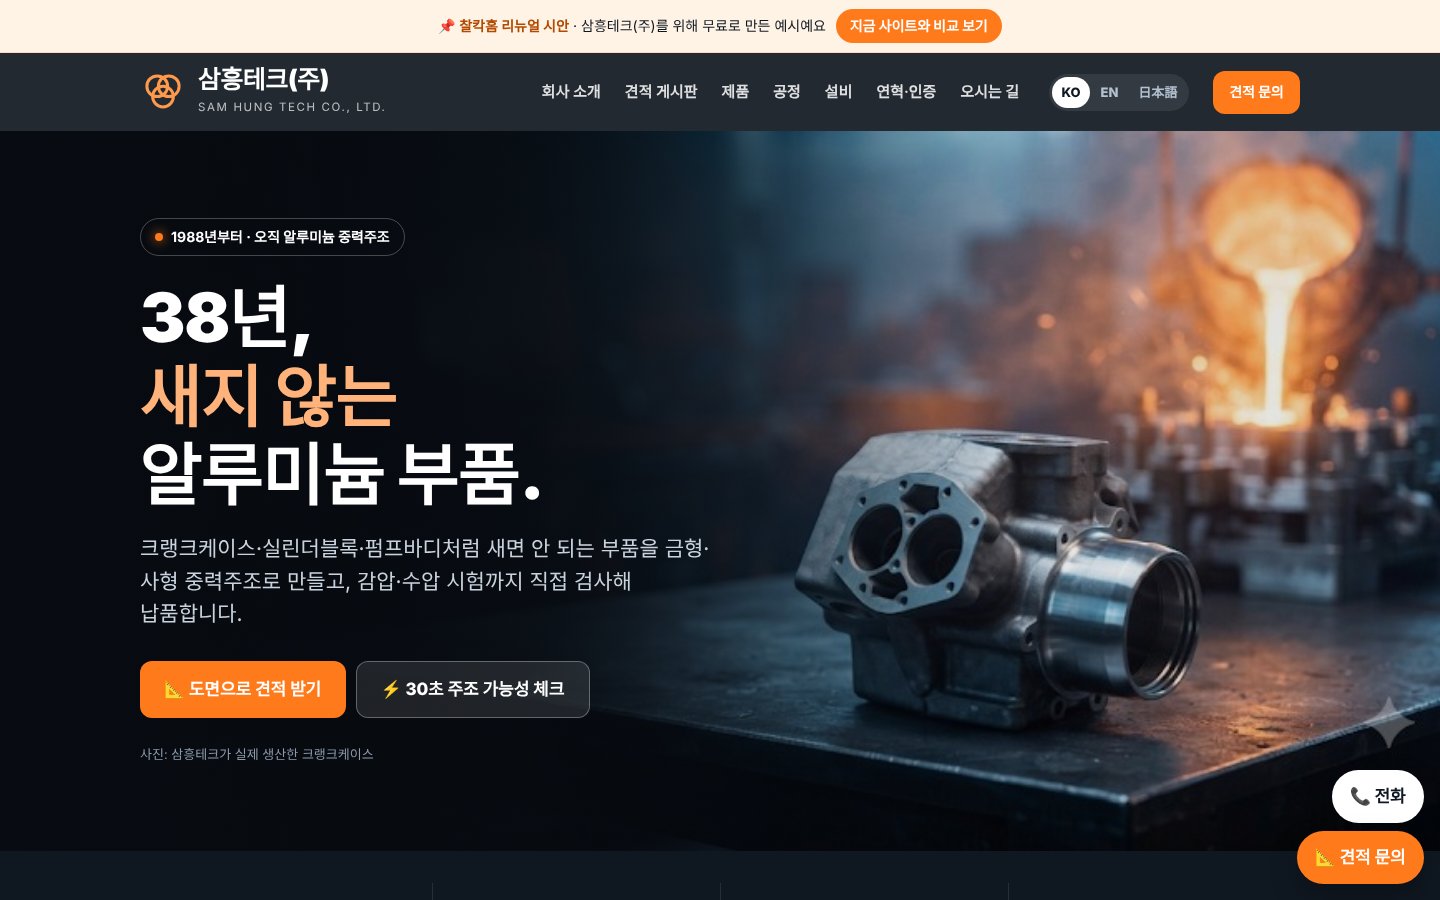 📌 찰칵홈 리뉴얼 시안 · 삼흥테크(주)를 위해 무료로 만든 예시예요 지금 사이트와 비교 보기
삼흥테크(주)
SAM HUNG TECH CO., LTD.
회사 소개 견적 게시판 제품 공정 설비 연혁·인증 오시는 길 KO EN 日本語 견적 문의
1988년부터 · 오직 알루미늄 중력주조
38년,
새지 않는
알루미늄 부품.
크랭크케이스·실린더블록·펌프바디처럼 새면 안 되는 부품을 금형·
사형 중력주조로 만들고, 감압·수압 시험까지 직접 검사해
납품합니다.
📐 도면으로 견적 받기 ⚡ 30초 주조 가능성 체크
사진: 삼흥테크가 실제 생산한 크랭크케이스
📞 전화
📐 견적 문의